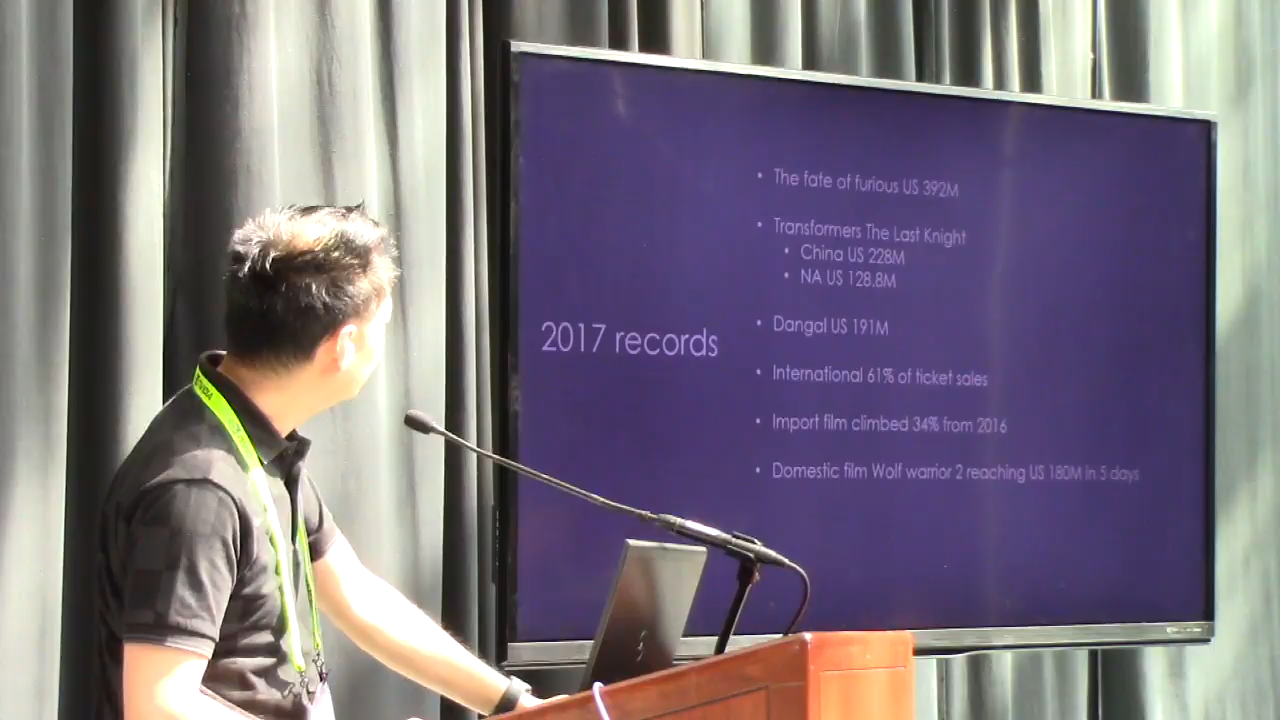 2017 records
• The fate of furious US 392M
• Transformers The Last Knight
• China US 228M
• NA US 128.8M
• Dangal US 191M
• International 61% of ticket sales
• Import film climbed 34% from 2016
• Domestic film Wolf warrior 2 reaching US 180M in 5 days